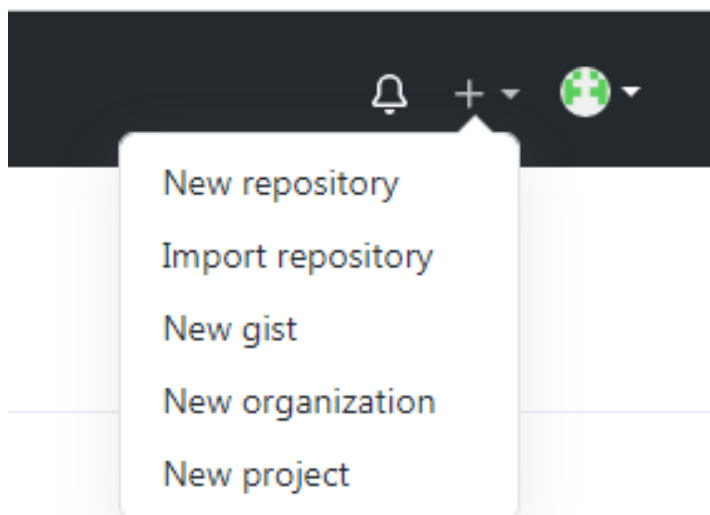 New repository
Import repository
New gist
New organization
New project